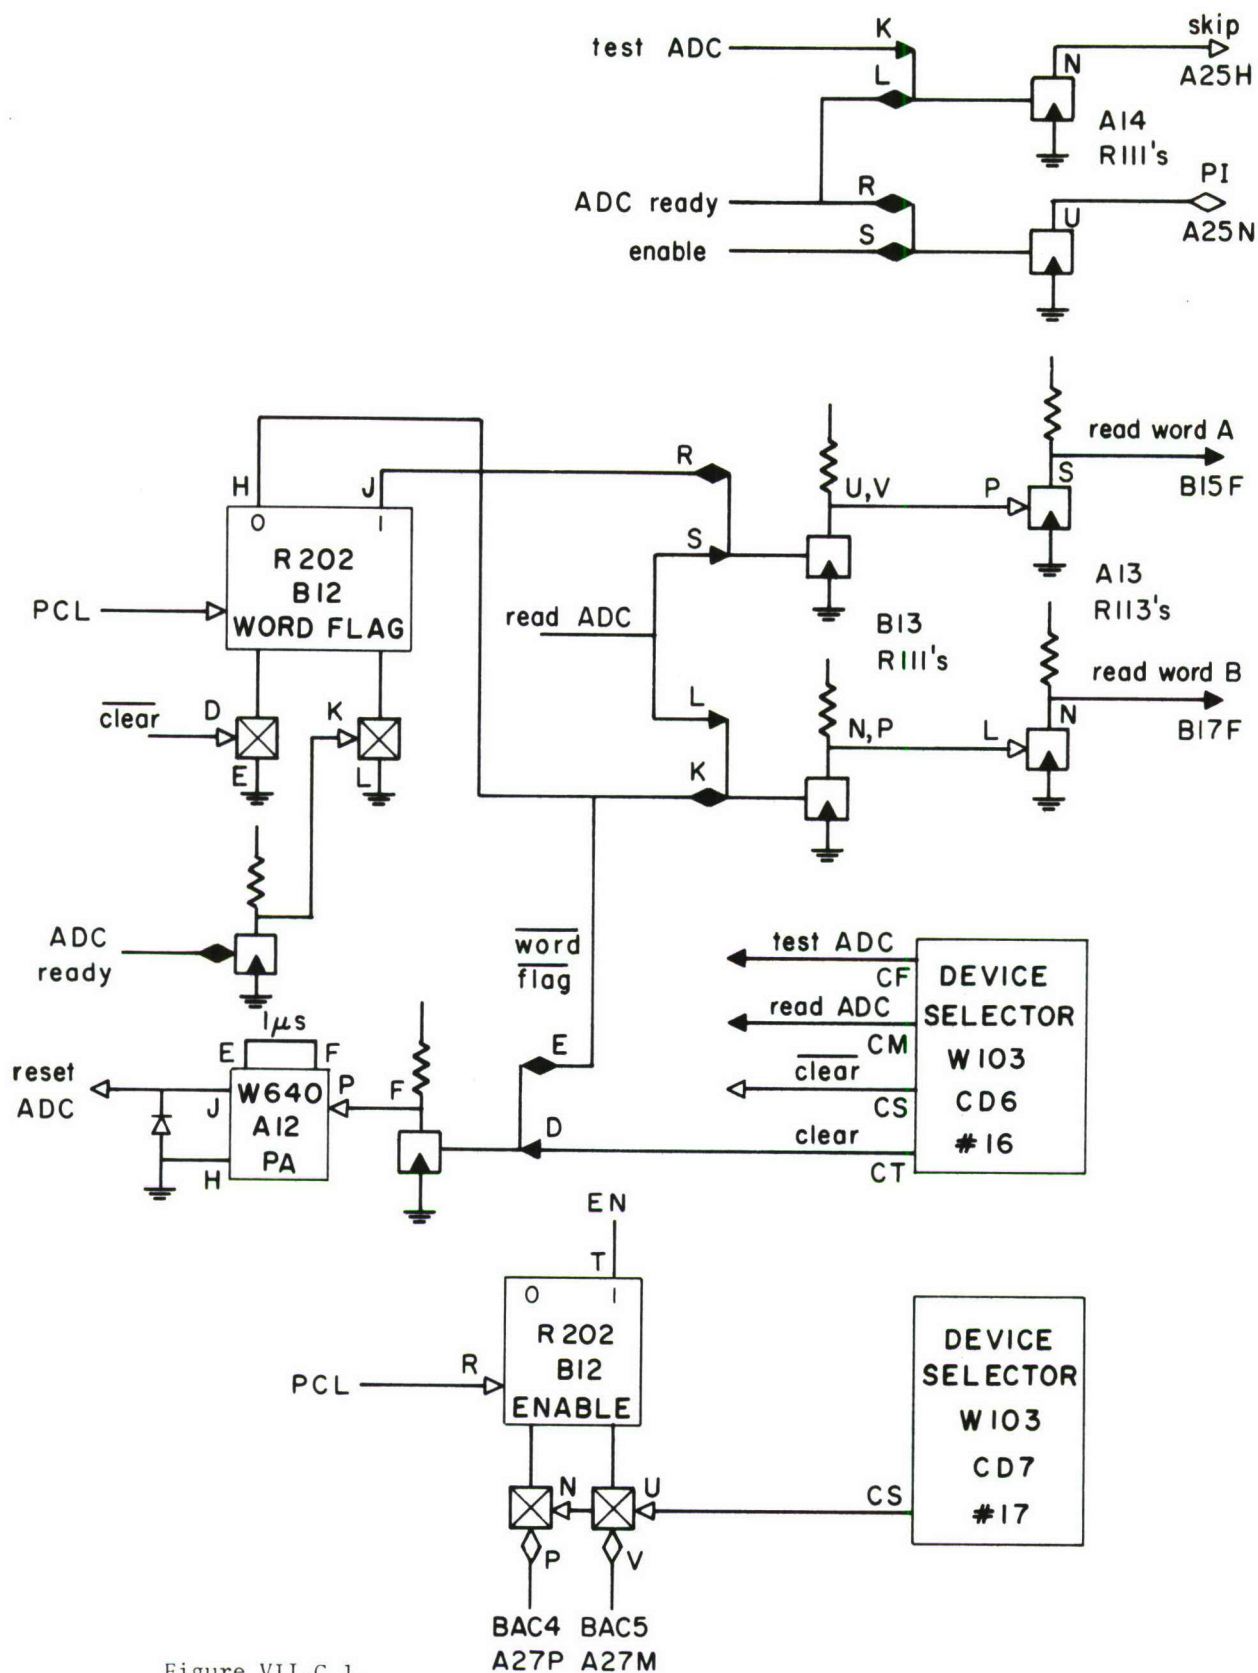 test ADC
K
L
N
skip
A25H
A14
R111's
ADC ready
R
enable
S
U
PI
A25N
H
J
0
1
R202
B12
WORD FLAG
PCL
clear
D
E
K
L
ADC
ready
R
S
read ADC
L
K
U,V
P
S
read word A
B15F
A13
R113's
B13
R111's
N,P
L
N
read word B
B17F
word
flag
E
D
test ADC
CF
read ADC
CM
clear
CS
clear
CT
DEVICE
SELECTOR
W103
CD6
#16
1µs
E
F
reset
ADC
J
W640
A12
PA
H
P
F
EN
T
0
1
R202
B12
ENABLE
PCL
R
N
U
P
V
CS
BAC4
A27P
BAC5
A27M
DEVICE
SELECTOR
W103
CD7
#17
Figure VII C 1